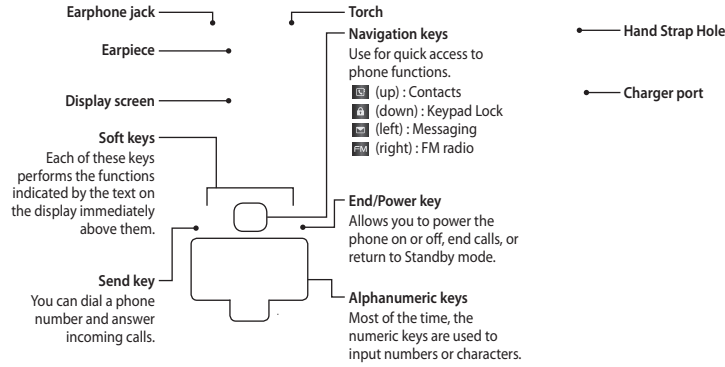 Earphone jack
Earpiece
Display screen
Soft keys
Each of these keys
performs the functions
indicated by the text on
the display immediately
above them.
Send key
You can dial a phone
number and answer
incoming calls.
Torch
Navigation keys
Use for quick access to
phone functions.
(up) : Contacts
(down) : Keypad Lock
(left) : Messaging
FM (right) : FM radio
End/Power key
Allows you to power the
phone on or off, end calls, or
return to Standby mode.
Alphanumeric keys
Most of the time, the
numeric keys are used to
input numbers or characters.
Hand Strap Hole
Charger port